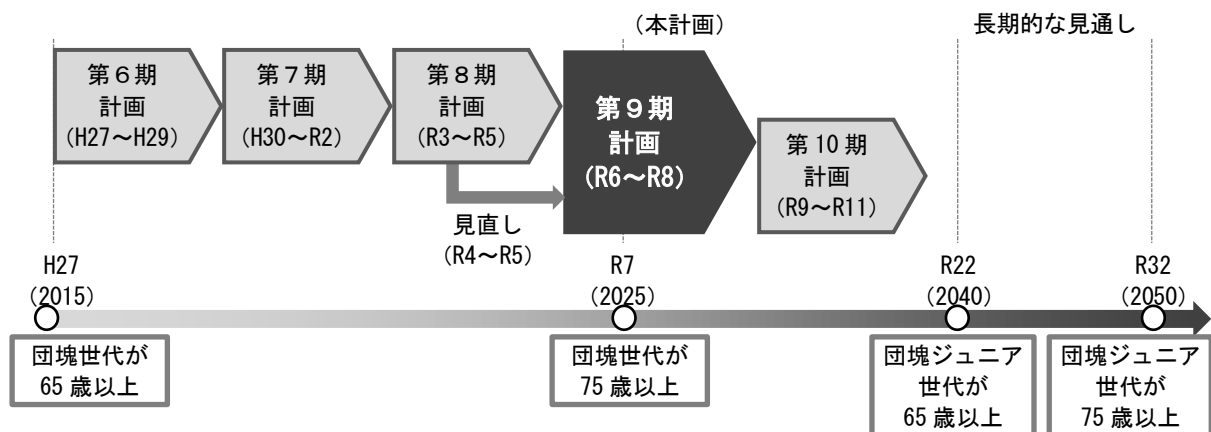 （本計画）
長期的な見通し
第６期
計画
(H27～H29)
第７期
計画
(H30～R2)
第８期
計画
(R3～R5)
第９期
計画
(R6～R8)
第 10 期
計画
(R9～R11)
見直し
(R4～R5)
H27
(2015)
R7
(2025)
R22
(2040)
R32
(2050)
団塊世代が
65 歳以上
団塊世代が
75 歳以上
団塊ジュニア
世代が
65 歳以上
団塊ジュニア
世代が
75 歳以上